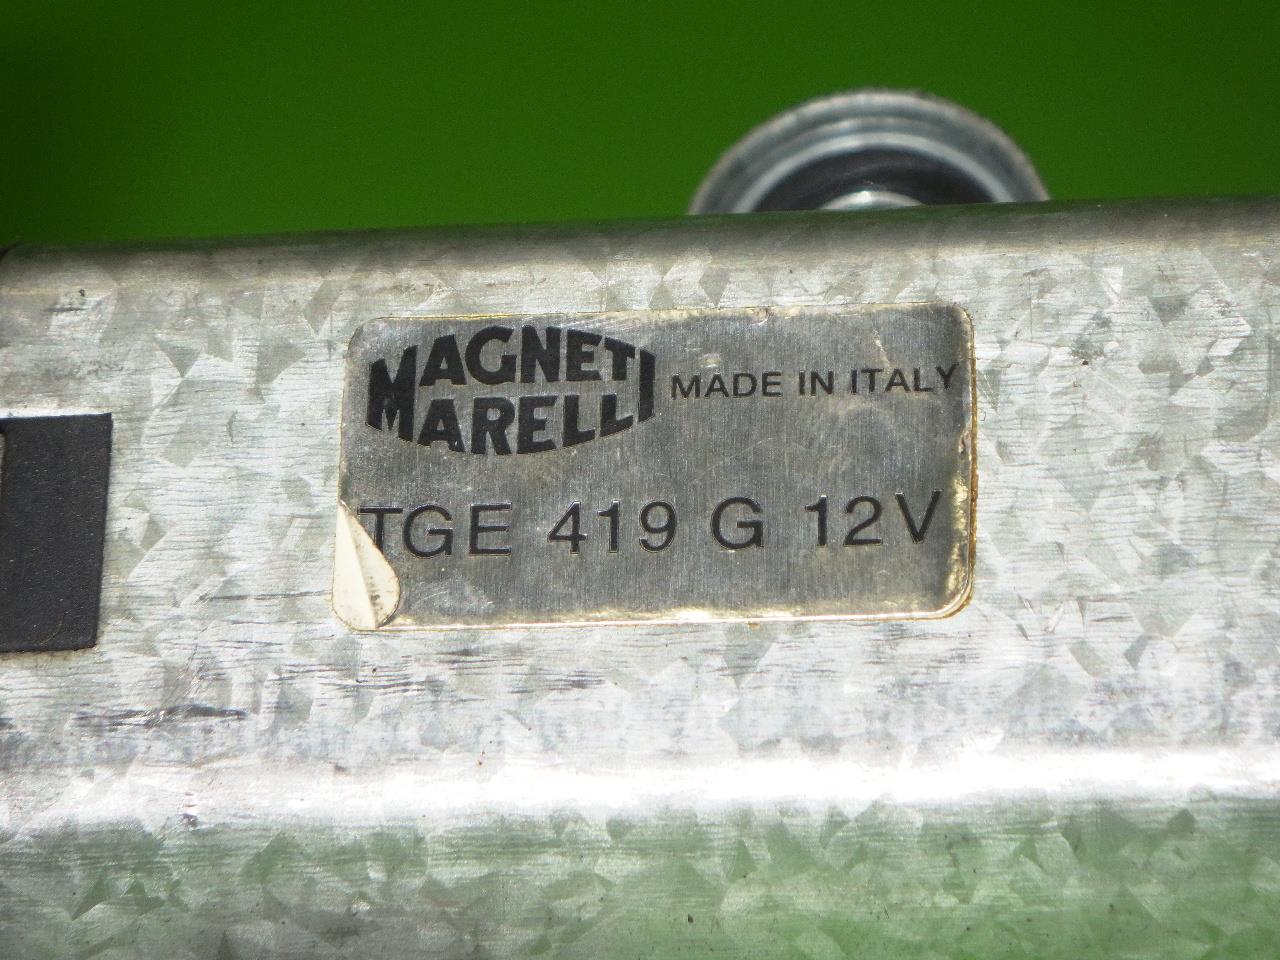 MAGNETI
MARELLI
MADE IN ITALY
TGE 419 G 12V